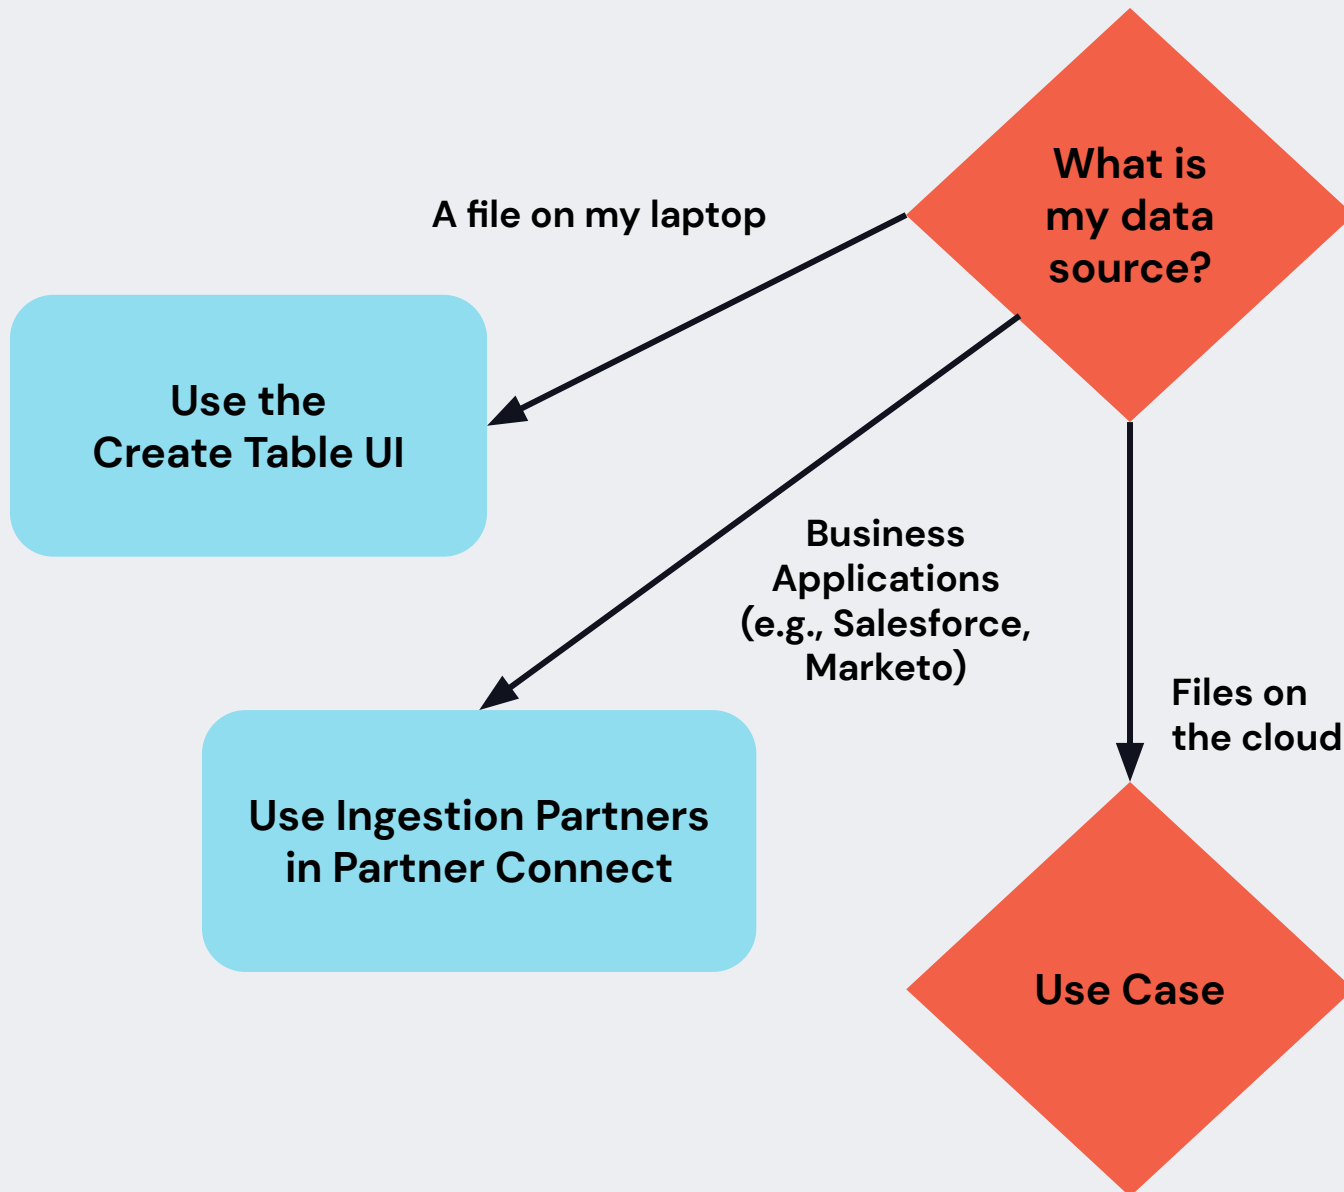 What is
my data
source?
A file on my laptop
Use the
Create Table UI
Business
Applications
(e.g., Salesforce,
Marketo)
Files on
the cloud
Use Ingestion Partners
in Partner Connect
Use Case